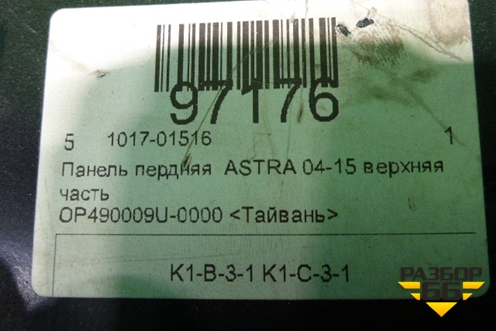 97176
5 1017-01516 1
Панель пердняя ASTRA 04-15 верхняя
часть
OP490009U-0000 <Тайвань>
K1-B-3-1 K1-C-3-1
РАЗБОР
66